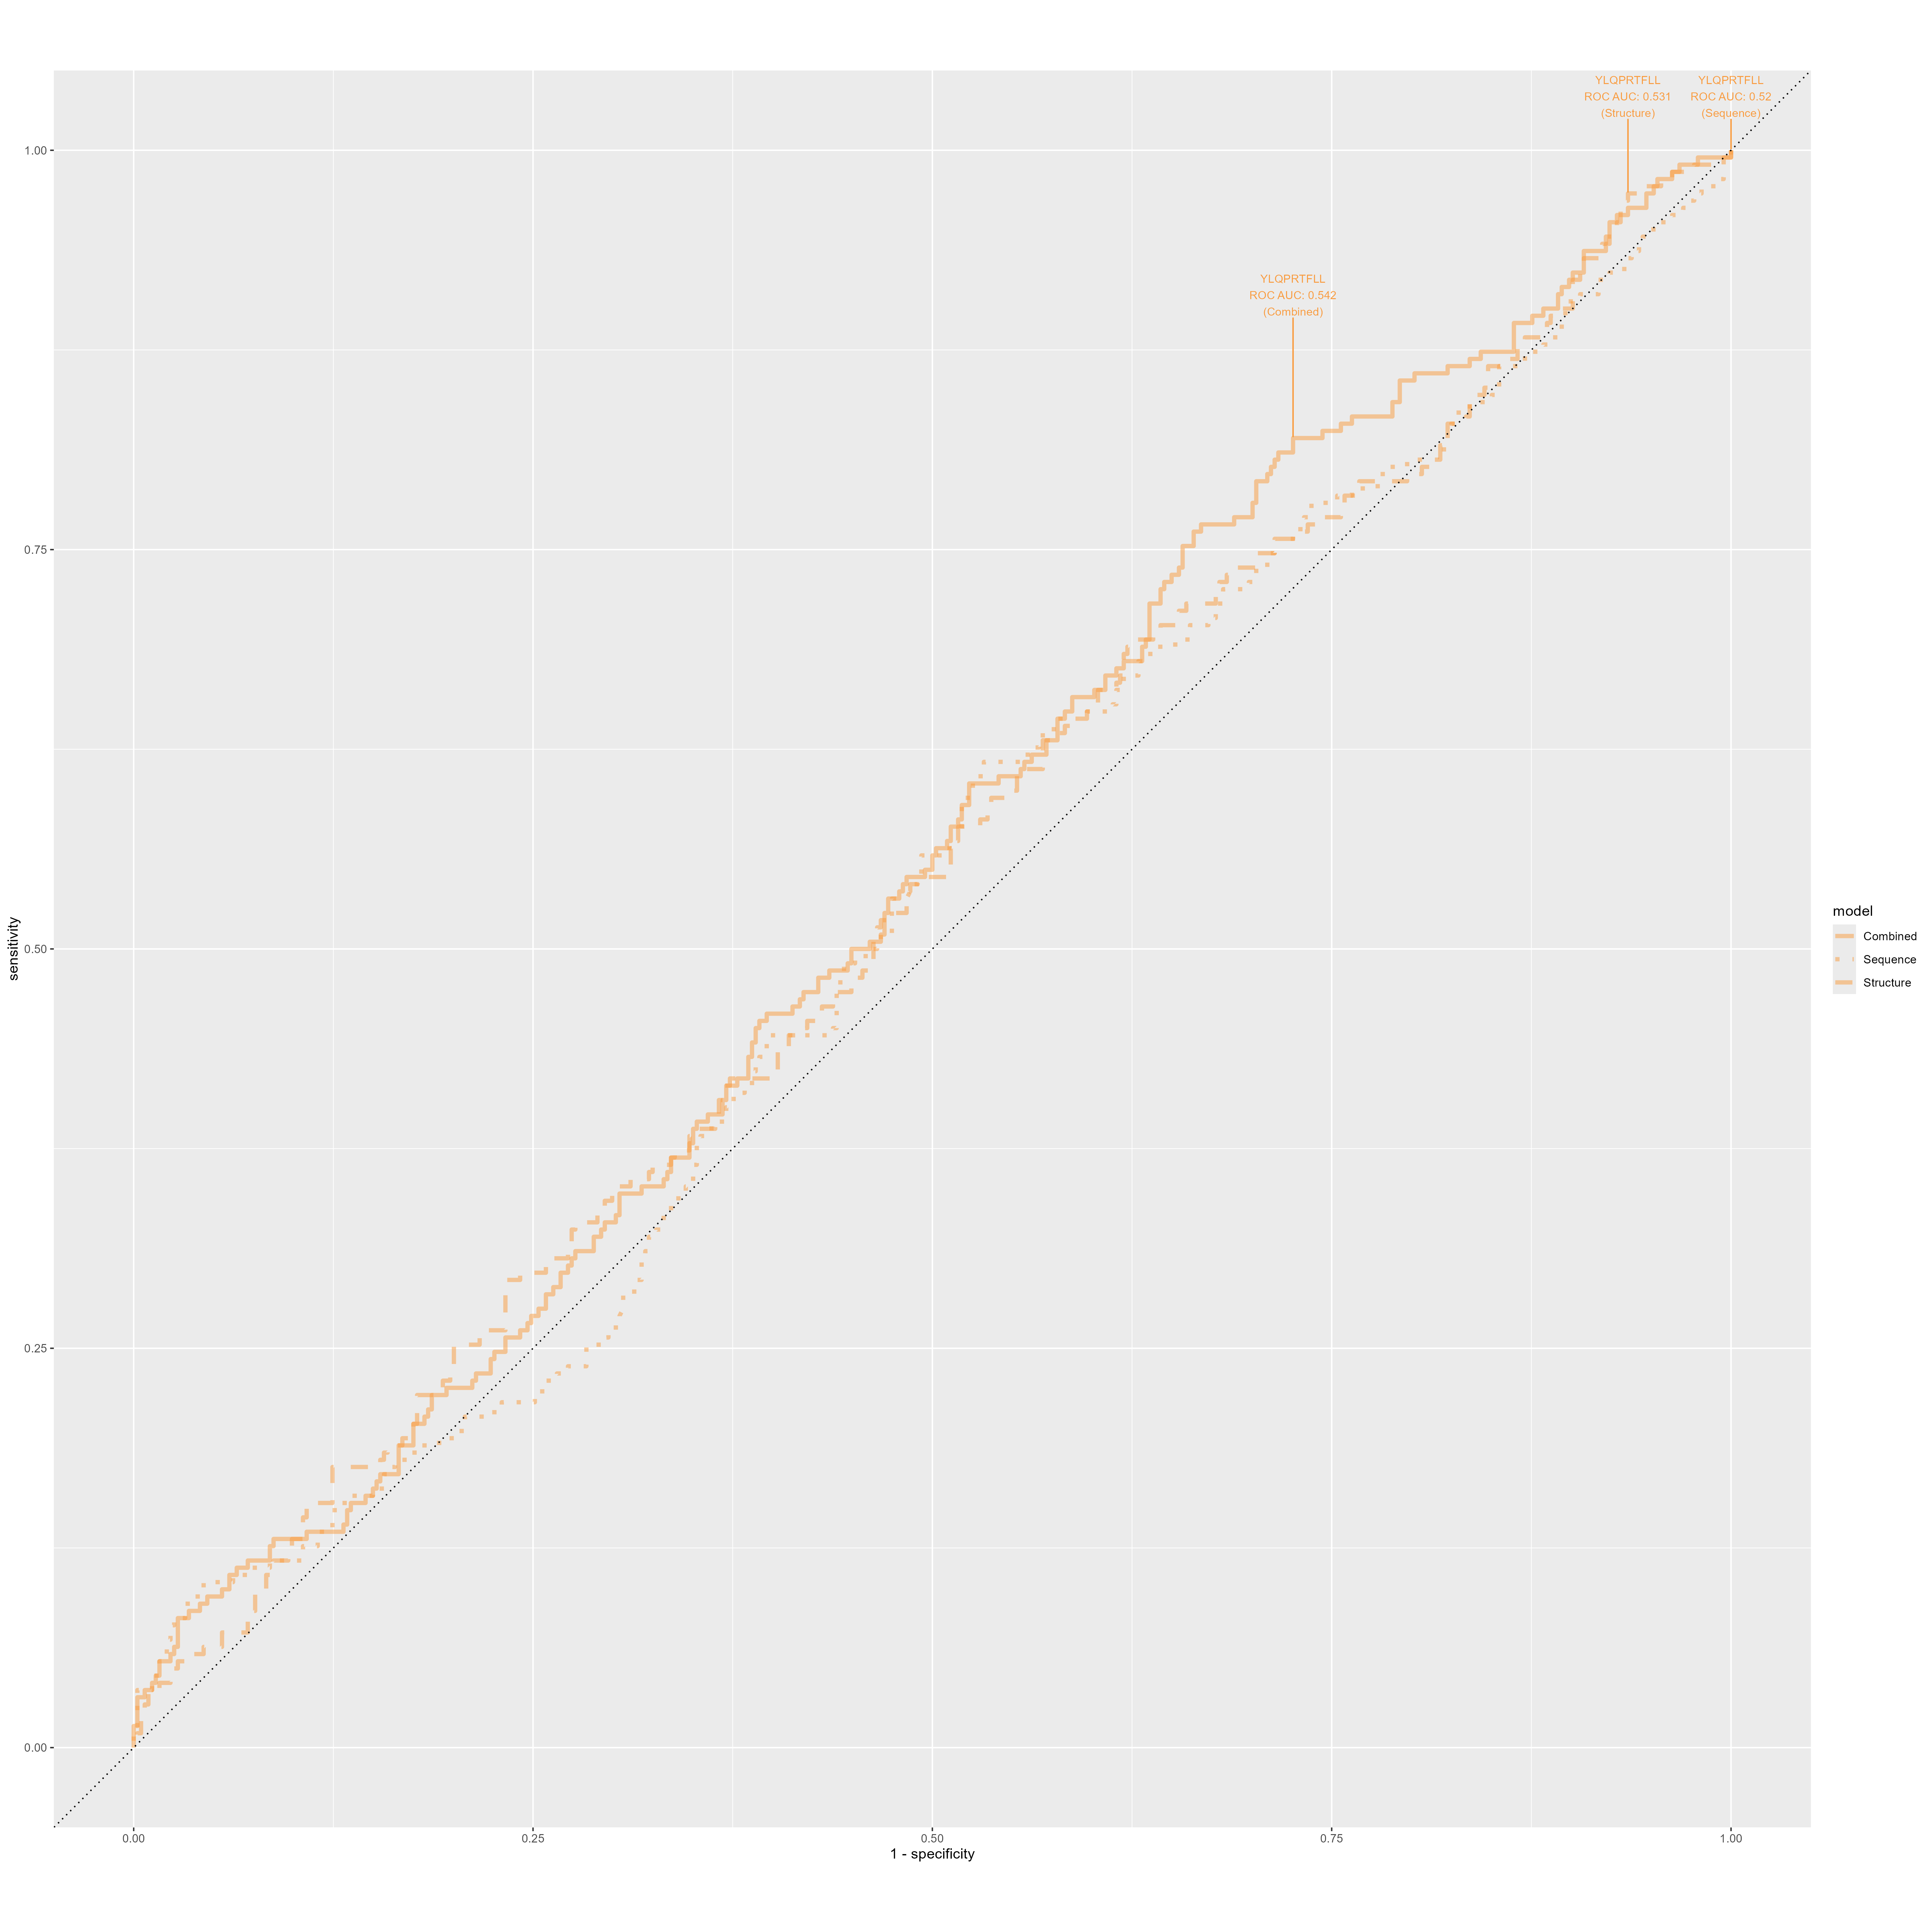 YLQPRTFLL
ROC AUC: 0.531
(Structure)
YLQPRTFLL
ROC AUC: 0.52
(Sequence)
YLQPRTFLL
ROC AUC: 0.542
(Combined)
1.00
0.75
0.50
0.25
0.00
sensitivity
0.00
0.25
0.50
0.75
1.00
1 - specificity
model
Combined
Sequence
Structure